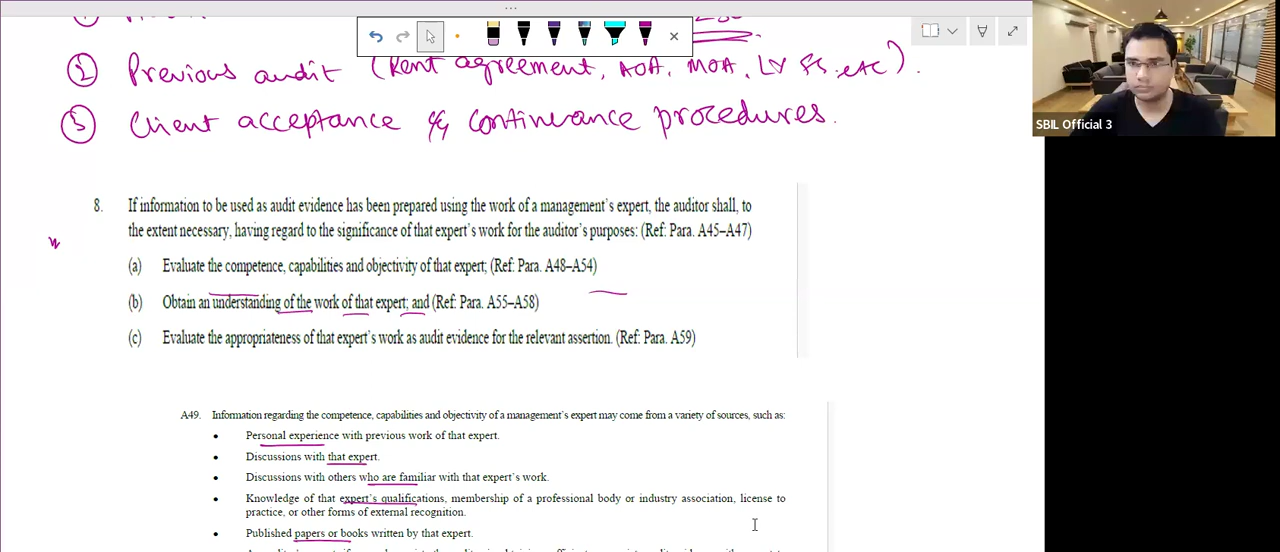 ② Previous audit (Rent agreement, AOA, MOA, LY FS, etc).
SBIL Official 3
③ Client acceptance & continuance procedures.
8. If information to be used as audit evidence has been prepared using the work of a management's expert, the auditor shall, to
the extent necessary, having regard to the significance of that expert's work for the auditor's purposes: (Ref: Para. A45–A47)
(a) Evaluate the competence, capabilities and objectivity of that expert; (Ref: Para. A48–A54)
(b) Obtain an understanding of the work of that expert; and (Ref: Para. A55–A58)
(c) Evaluate the appropriateness of that expert's work as audit evidence for the relevant assertion. (Ref: Para. A59)
A49. Information regarding the competence, capabilities and objectivity of a management's expert may come from a variety of sources, such as:
• Personal experience with previous work of that expert.
• Discussions with that expert.
• Discussions with others who are familiar with that expert's work.
• Knowledge of that expert's qualifications, membership of a professional body or industry association, license to
practice, or other forms of external recognition.
• Published papers or books written by that expert.